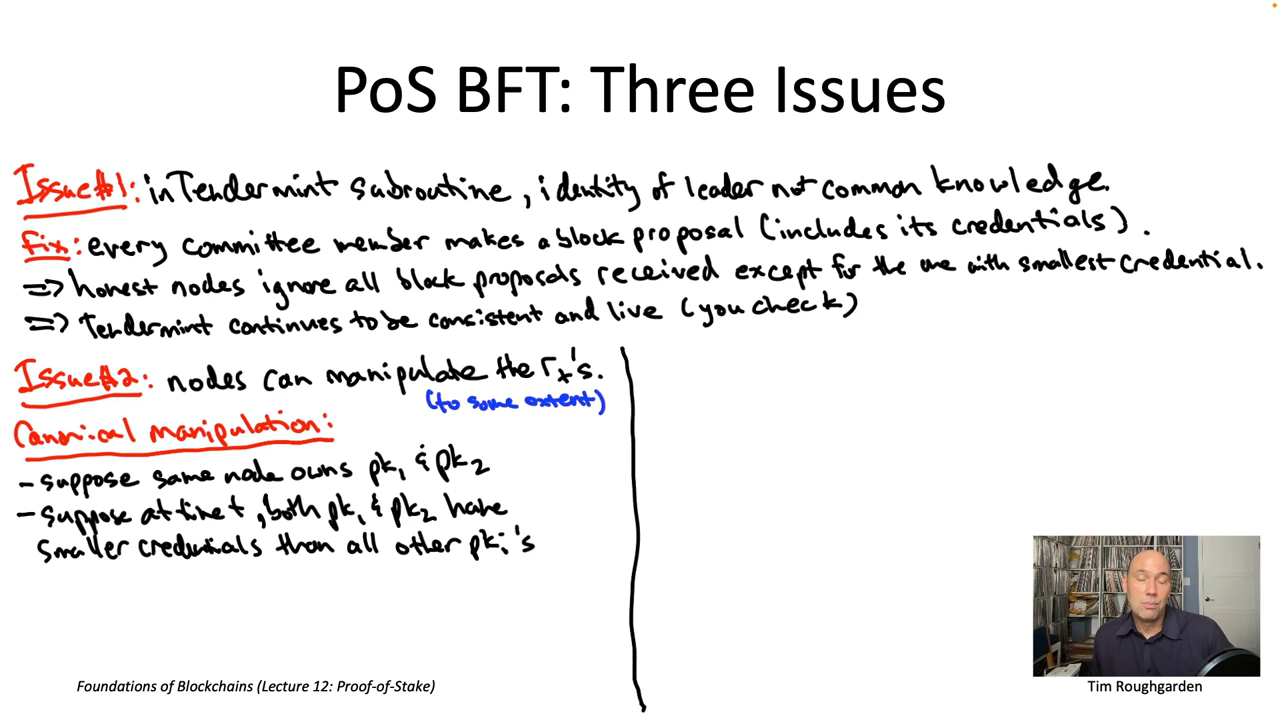 PoS BFT: Three Issues
Issue #1: in Tendermint subroutine, identity of leader not common knowledge.
fix: every committee member makes a block proposal (includes its credentials).
=> honest nodes ignore all block proposals received except for the one with smallest credential.
=> Tendermint continues to be consistent and live (you check)
Issue #2: nodes can manipulate the r_t's.
(to some extent)
Canonical manipulation:
- suppose same node owns pk₁ & pk₂
- suppose at time t, both pk₁ & pk₂ have
smaller credentials than all other pkᵢ's
Foundations of Blockchains (Lecture 12: Proof-of-Stake)
Tim Roughgarden